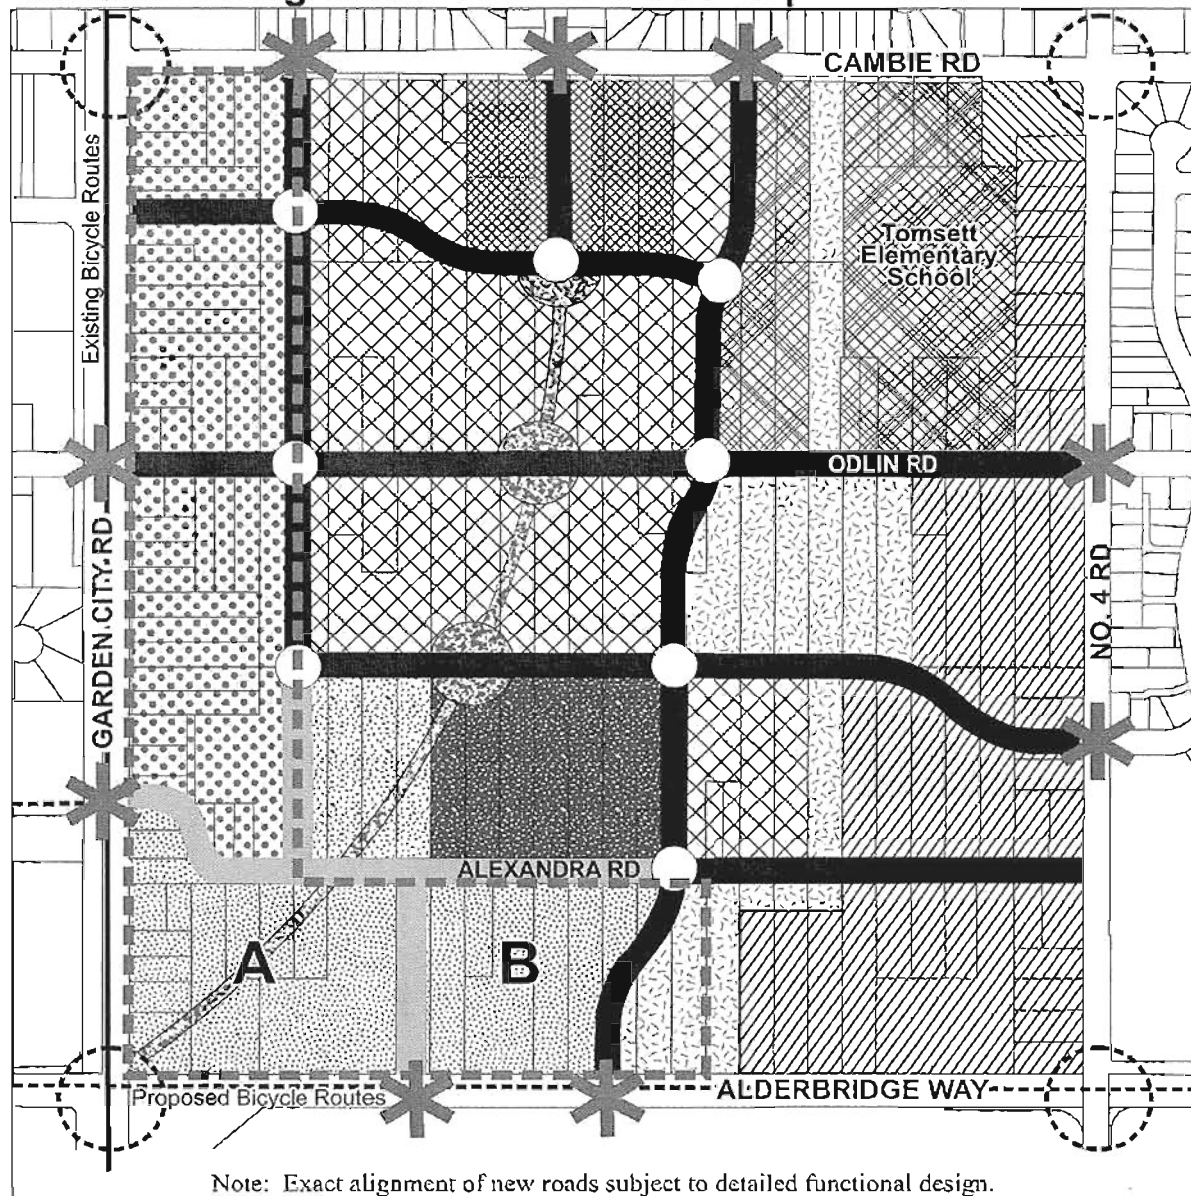 CAMBIE RD
Existing Bicycle Routes
Tomsett
Elementary
School
ODLIN RD
GARDEN CITY RD
NO. 4 RD
ALEXANDRA RD
A
B
ALDERBRIDGE WAY
Proposed Bicycle Routes
Note: Exact alignment of new roads subject to detailed functional design.